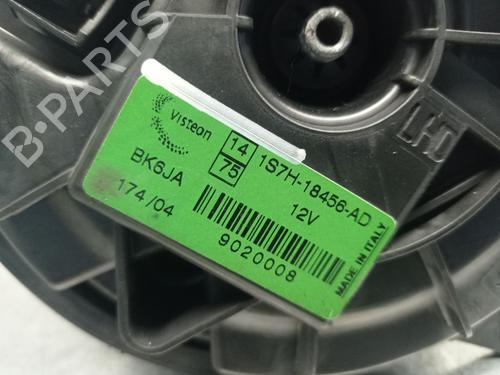 Visteon
14
75
1S7H-18456-AD
BK6JA
174/04
12V
9020008
MADE IN ITALY
LHD
B-PARTS